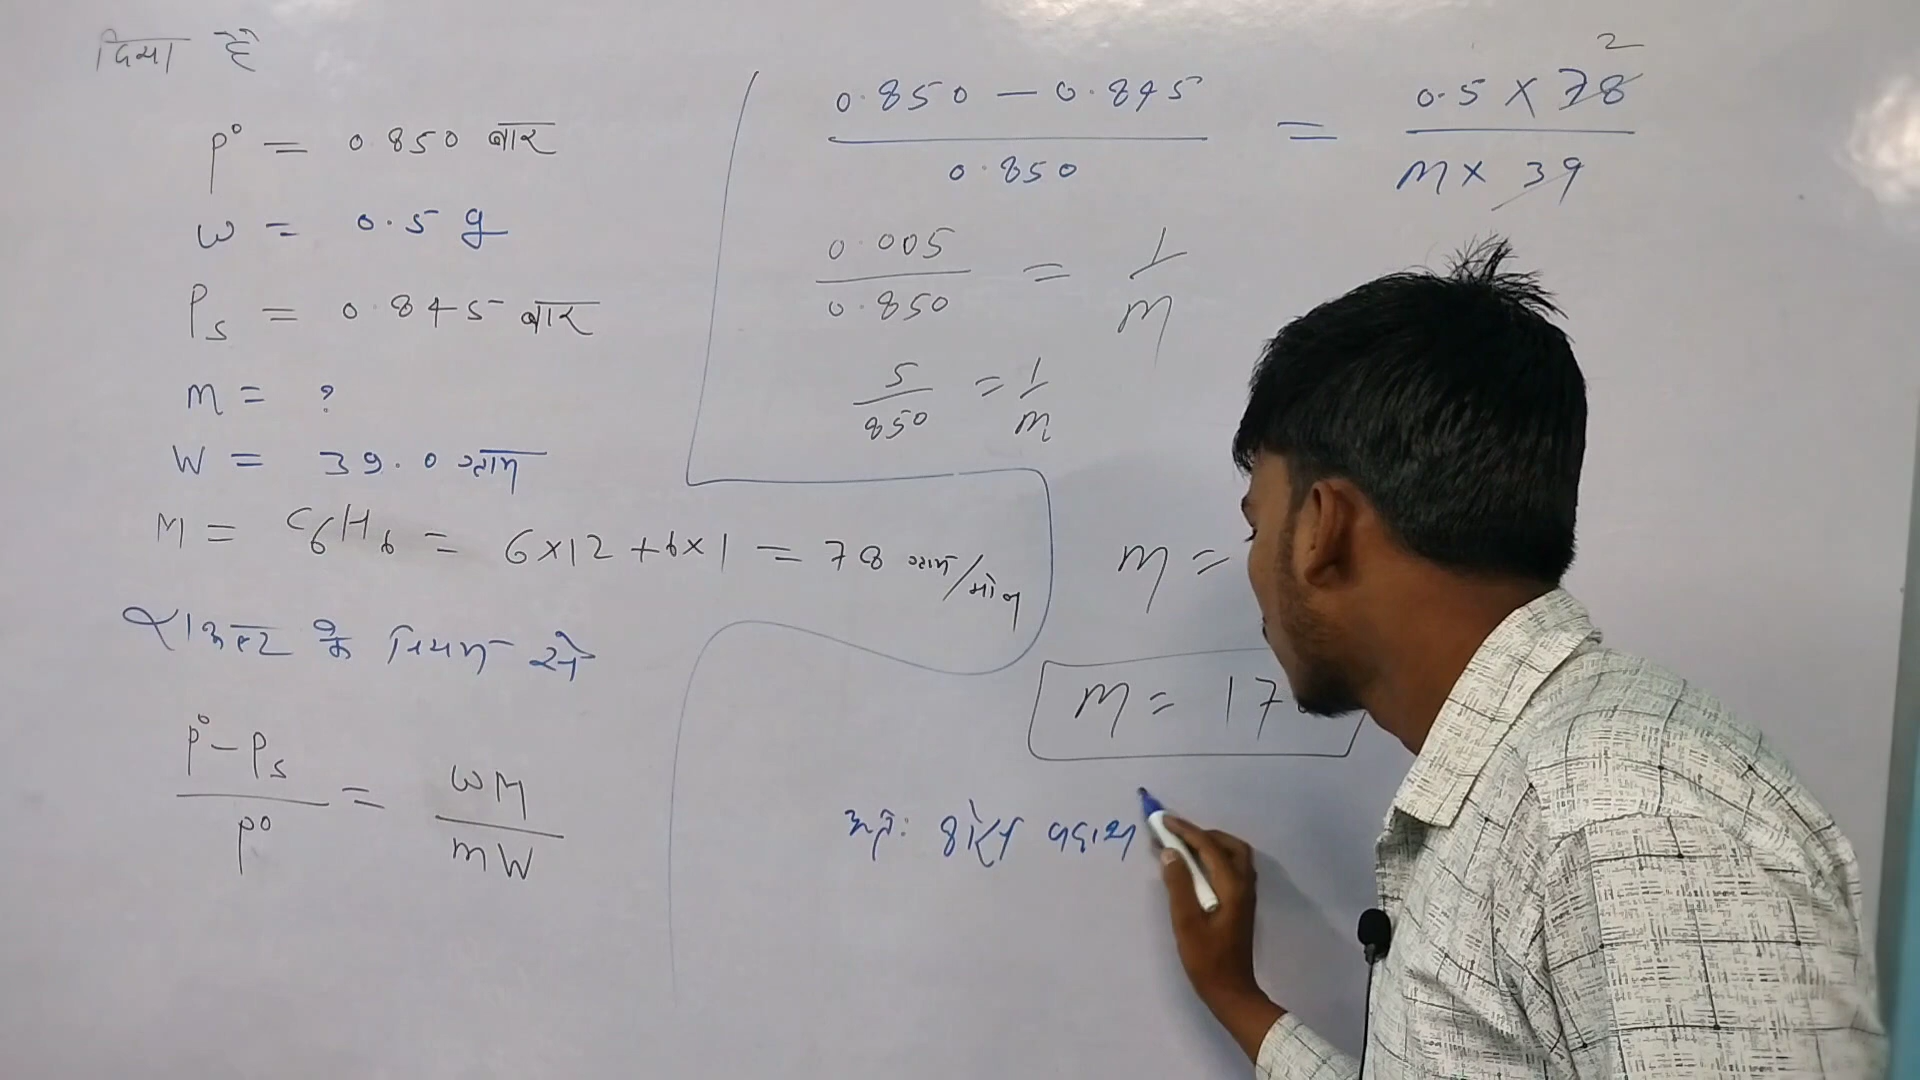 दिया है
P° = 0.850 बार
w = 0.5 g
Ps = 0.845 बार
m = ?
W = 39.0 ग्राम
M = C6H6 = 6×12+6×1 = 78 ग्राम/मोल
राउल्ट के नियम से
P°-Ps / P° = wM / mW
0.850 - 0.845 / 0.850 = 0.5 × 78 / m × 39
2
0.005 / 0.850 = 1 / m
5 / 850 = 1 / m
m =
m = 17
अतः ठोस पदाथ